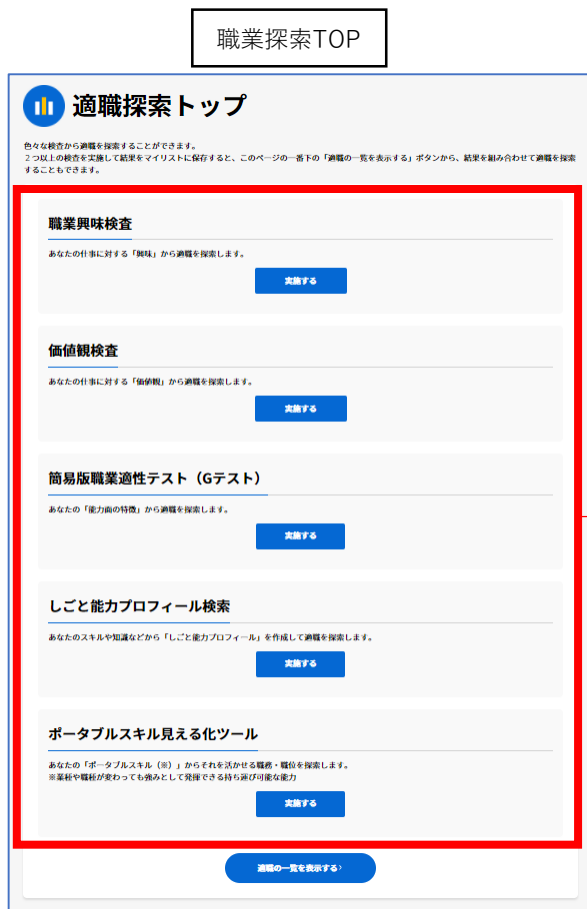 職業探索TOP
適職探索トップ
色々な検査から適職を探索することができます。
2つ以上の検査を実施して結果をマイリストに保存すると、このページの一番下の「適職の一覧を表示する」ボタンから、結果を組み合わせて適職を探索
することもできます。
職業興味検査
あなたの仕事に対する「興味」から適職を探索します。
実施する
価値観検査
あなたの仕事に対する「価値観」から適職を探索します。
実施する
簡易版職業適性テスト（Gテスト）
あなたの「能力面の特徴」から適職を探索します。
実施する
しごと能力プロフィール検索
あなたのスキルや知識などから「しごと能力プロフィール」を作成して適職を探索します。
実施する
ポータブルスキル見える化ツール
あなたの「ポータブルスキル（※）」からそれを活かせる職務・職位を探索します。
※業種や職種が変わっても強みとして発揮できる持ち運び可能な能力
実施する
適職の一覧を表示する›